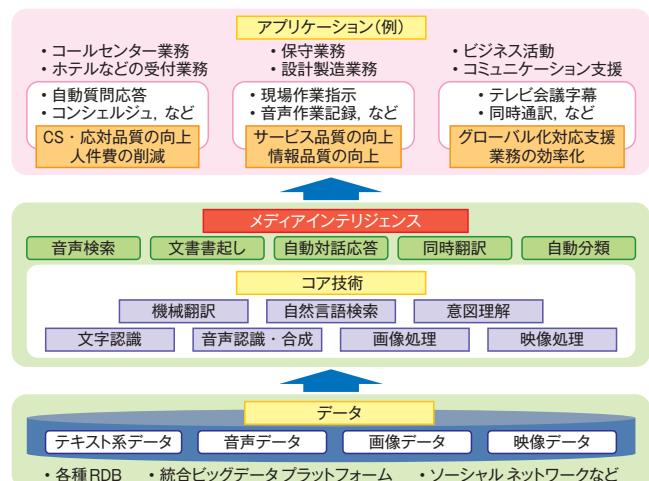 アプリケーション(例)
・コールセンター業務
・ホテルなどの受付業務
・自動質問応答
・コンシェルジュ, など
CS・応対品質の向上
人件費の削減
・保守業務
・設計製造業務
・現場作業指示
・音声作業記録, など
サービス品質の向上
情報品質の向上
・ビジネス活動
・コミュニケーション支援
・テレビ会議字幕
・同時通訳, など
グローバル化対応支援
業務の効率化
メディアインテリジェンス
音声検索 文書書起し 自動対話応答 同時翻訳 自動分類
コア技術
機械翻訳 自然言語検索 意図理解
文字認識 音声認識・合成 画像処理 映像処理
データ
テキスト系データ 音声データ 画像データ 映像データ
・各種RDB ・統合ビッグデータプラットフォーム ・ソーシャルネットワークなど